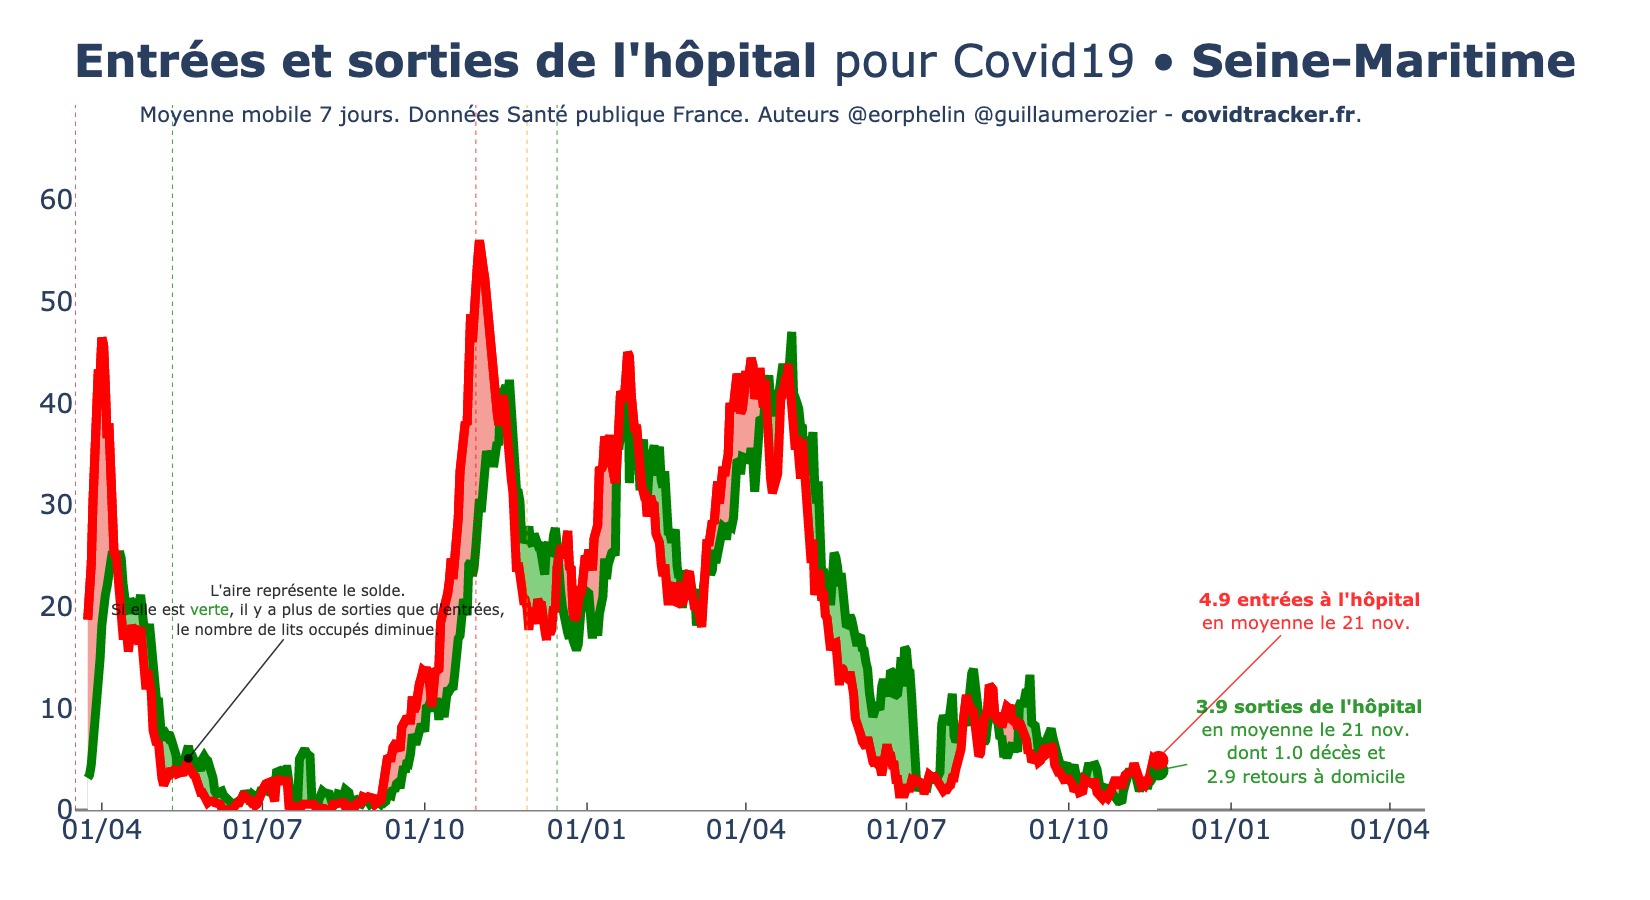 Entrées et sorties de l'hôpital pour Covid19 • Seine-Maritime
Moyenne mobile 7 jours. Données Santé publique France. Auteurs @eorphelin @guillaumerozier - covidtracker.fr.
60
50
40
30
20
10
0
L'aire représente le solde.
Si elle est verte, il y a plus de sorties que d'entrées,
le nombre de lits occupés diminue.
4.9 entrées à l'hôpital
en moyenne le 21 nov.
3.9 sorties de l'hôpital
en moyenne le 21 nov.
dont 1.0 décès et
2.9 retours à domicile
01/04 01/07 01/10 01/01 01/04 01/07 01/10 01/01 01/04